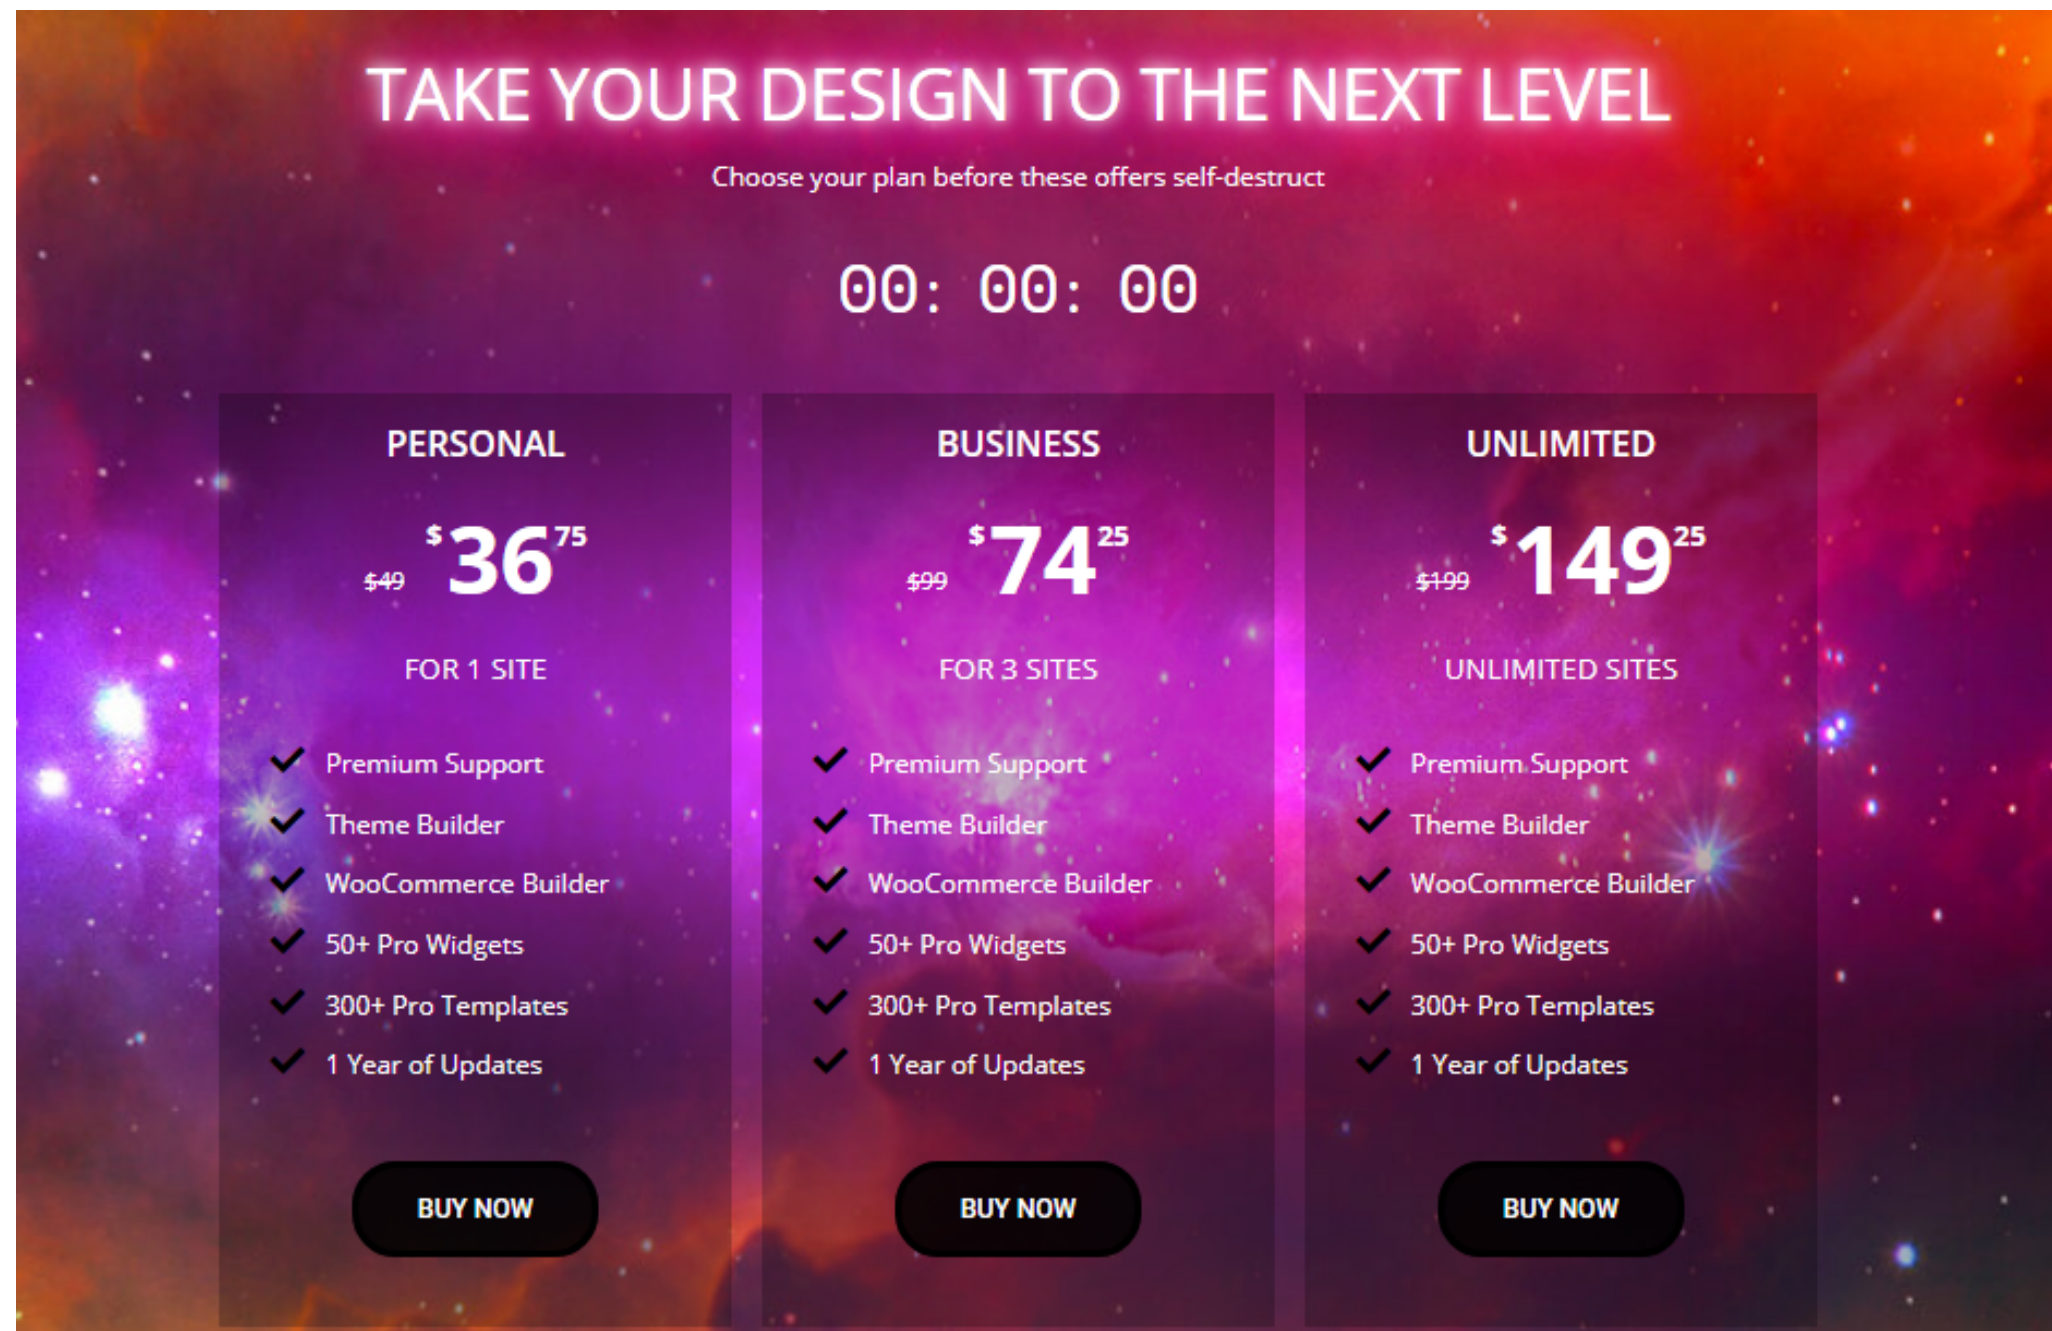 TAKE YOUR DESIGN TO THE NEXT LEVEL
Choose your plan before these offers self-destruct
00: 00: 00
PERSONAL
$49 $36 75
FOR 1 SITE
Premium Support
Theme Builder
WooCommerce Builder
50+ Pro Widgets
300+ Pro Templates
1 Year of Updates
BUY NOW
BUSINESS
$99 $74 25
FOR 3 SITES
Premium Support
Theme Builder
WooCommerce Builder
50+ Pro Widgets
300+ Pro Templates
1 Year of Updates
BUY NOW
UNLIMITED
$199 $149 25
UNLIMITED SITES
Premium Support
Theme Builder
WooCommerce Builder
50+ Pro Widgets
300+ Pro Templates
1 Year of Updates
BUY NOW